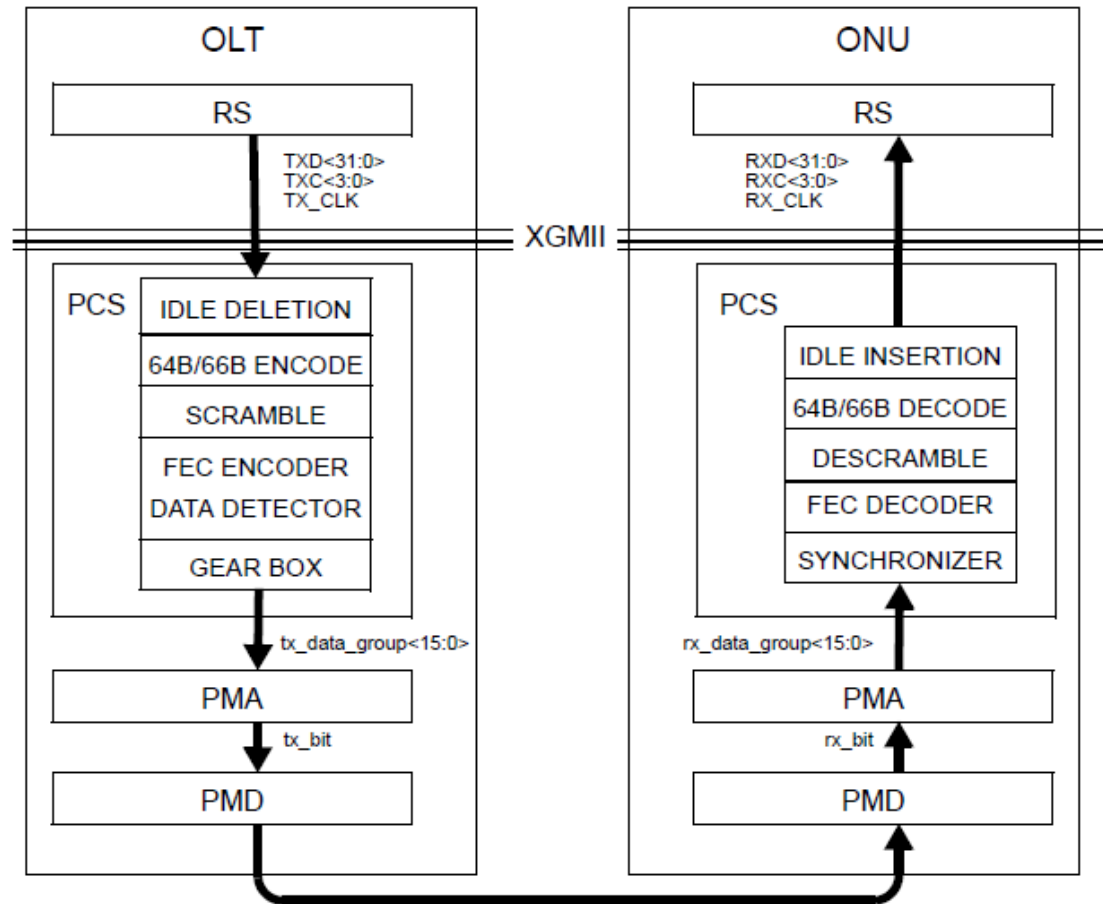 OLT
RS
TXD<31:0>
TXC<3:0>
TX_CLK
XGMII
PCS
IDLE DELETION
64B/66B ENCODE
SCRAMBLE
FEC ENCODER
DATA DETECTOR
GEAR BOX
tx_data_group<15:0>
PMA
tx_bit
PMD
ONU
RS
RXD<31:0>
RXC<3:0>
RX_CLK
PCS
IDLE INSERTION
64B/66B DECODE
DESCRAMBLE
FEC DECODER
SYNCHRONIZER
rx_data_group<15:0>
PMA
rx_bit
PMD